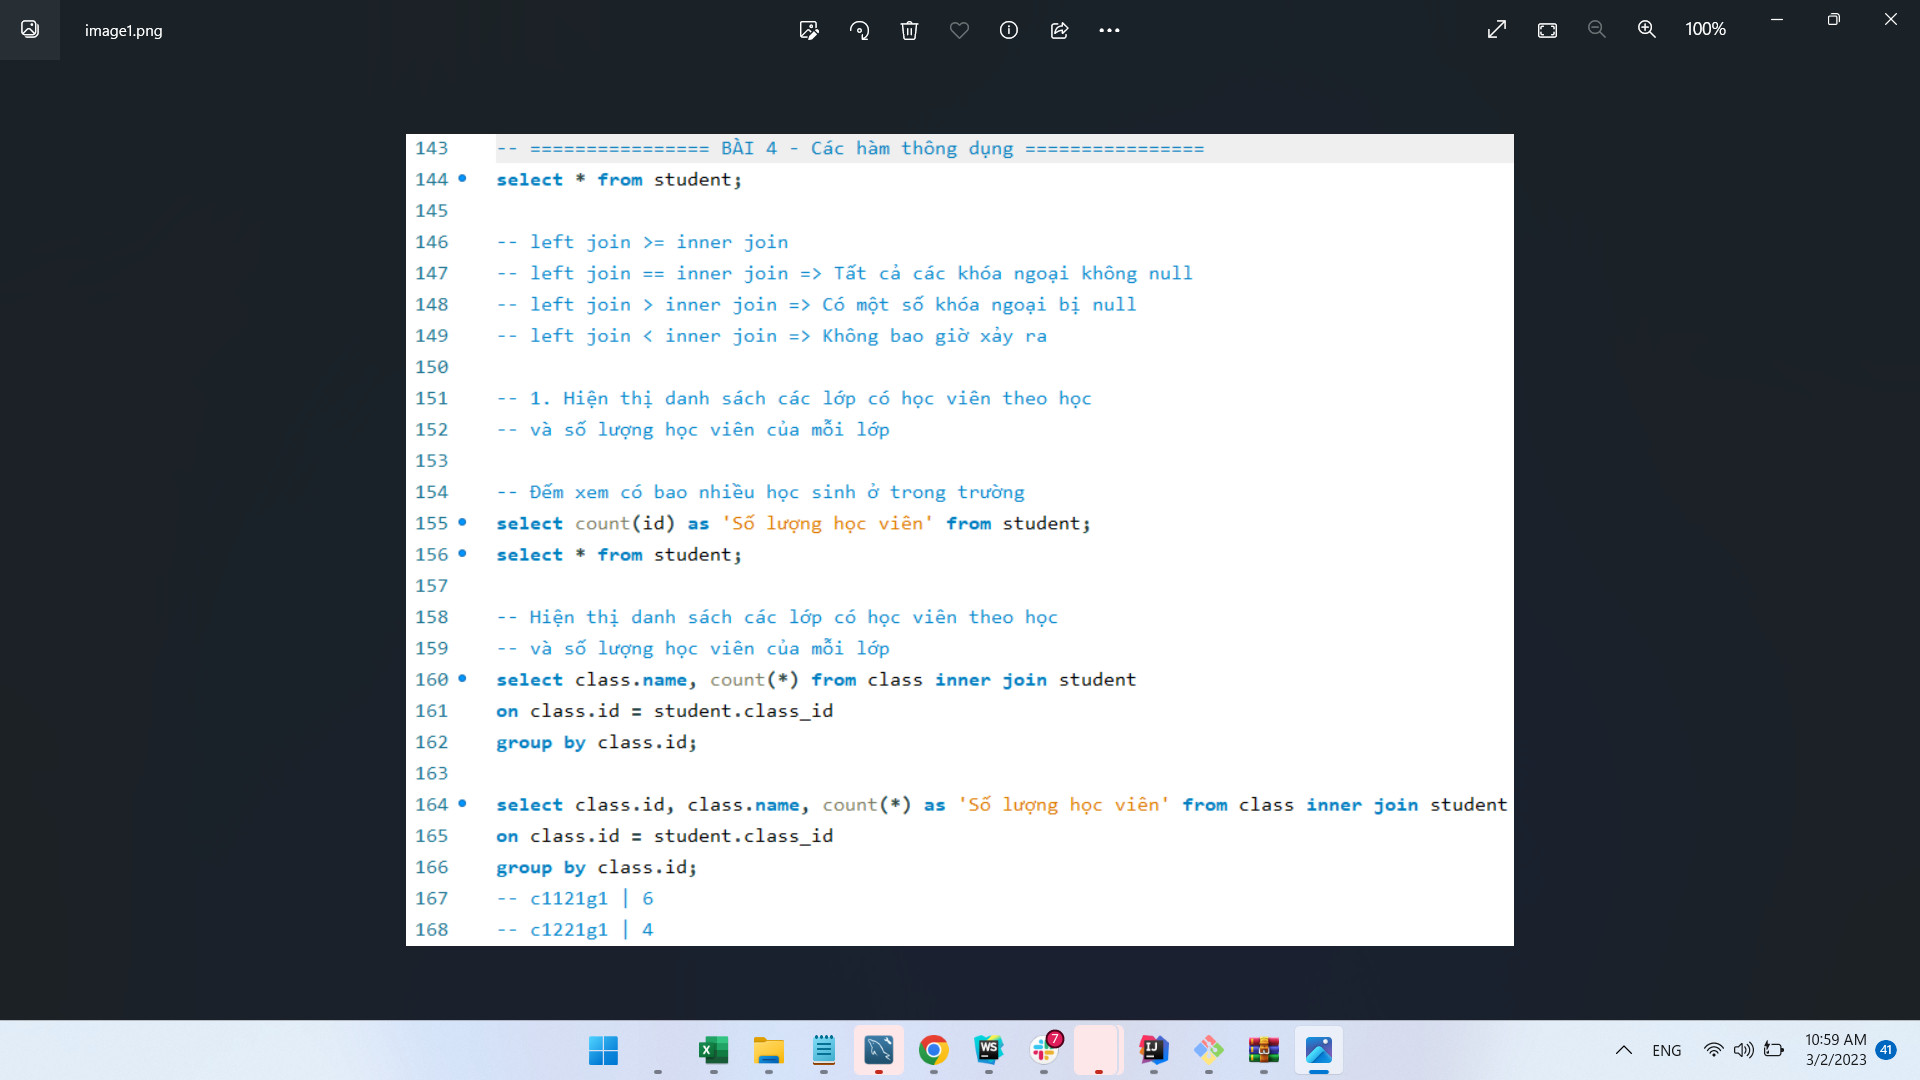 image1.png
100%
143 -- ================ BÀI 4 - Các hàm thông dụng ================
144 select * from student;
145
146 -- left join >= inner join
147 -- left join == inner join => Tất cả các khóa ngoại không null
148 -- left join > inner join => Có một số khóa ngoại bị null
149 -- left join < inner join => Không bao giờ xảy ra
150
151 -- 1. Hiện thị danh sách các lớp có học viên theo học
152 -- và số lượng học viên của mỗi lớp
153
154 -- Đếm xem có bao nhiều học sinh ở trong trường
155 select count(id) as 'Số lượng học viên' from student;
156 select * from student;
157
158 -- Hiện thị danh sách các lớp có học viên theo học
159 -- và số lượng học viên của mỗi lớp
160 select class.name, count(*) from class inner join student
161 on class.id = student.class_id
162 group by class.id;
163
164 select class.id, class.name, count(*) as 'Số lượng học viên' from class inner join student
165 on class.id = student.class_id
166 group by class.id;
167 -- c1121g1 | 6
168 -- c1221g1 | 4
WS
7
IJ
ENG
10:59 AM
3/2/2023
41